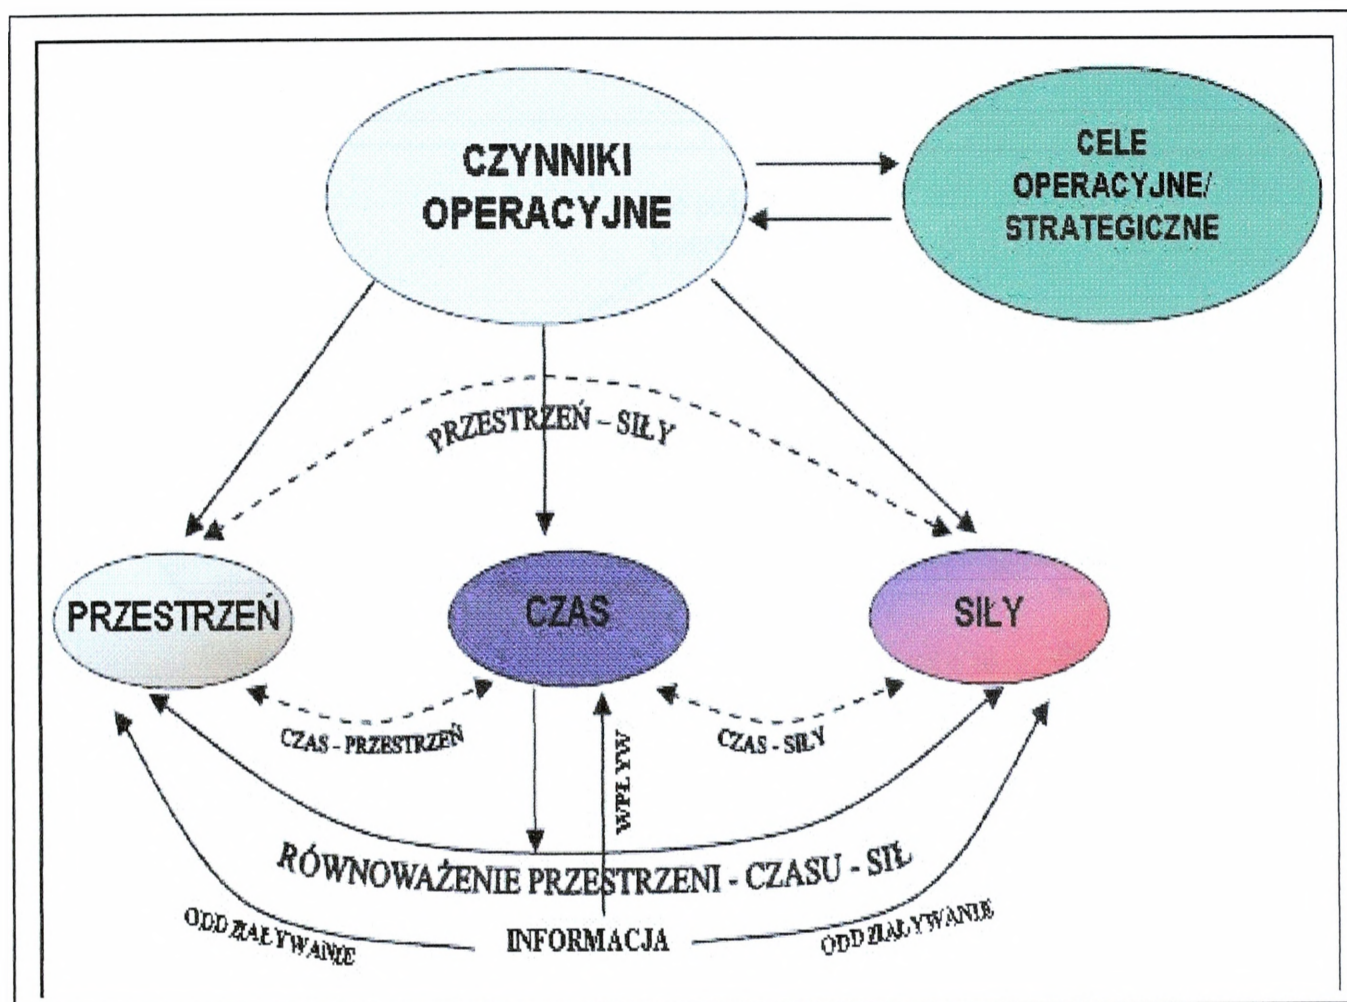 CZYNNIKI
OPERACYJNE
CELE
OPERACYJNE/
STRATEGICZNE
PRZESTRZEŃ – SIŁY
PRZESTRZEŃ
CZAS
SIŁY
CZAS - PRZESTRZEŃ
CZAS - SIŁY
WPŁYW
RÓWNOWAŻENIE PRZESTRZENI - CZASU - SIŁ
ODDZIAŁYWANIE
INFORMACJA
ODDZIAŁYWANIE